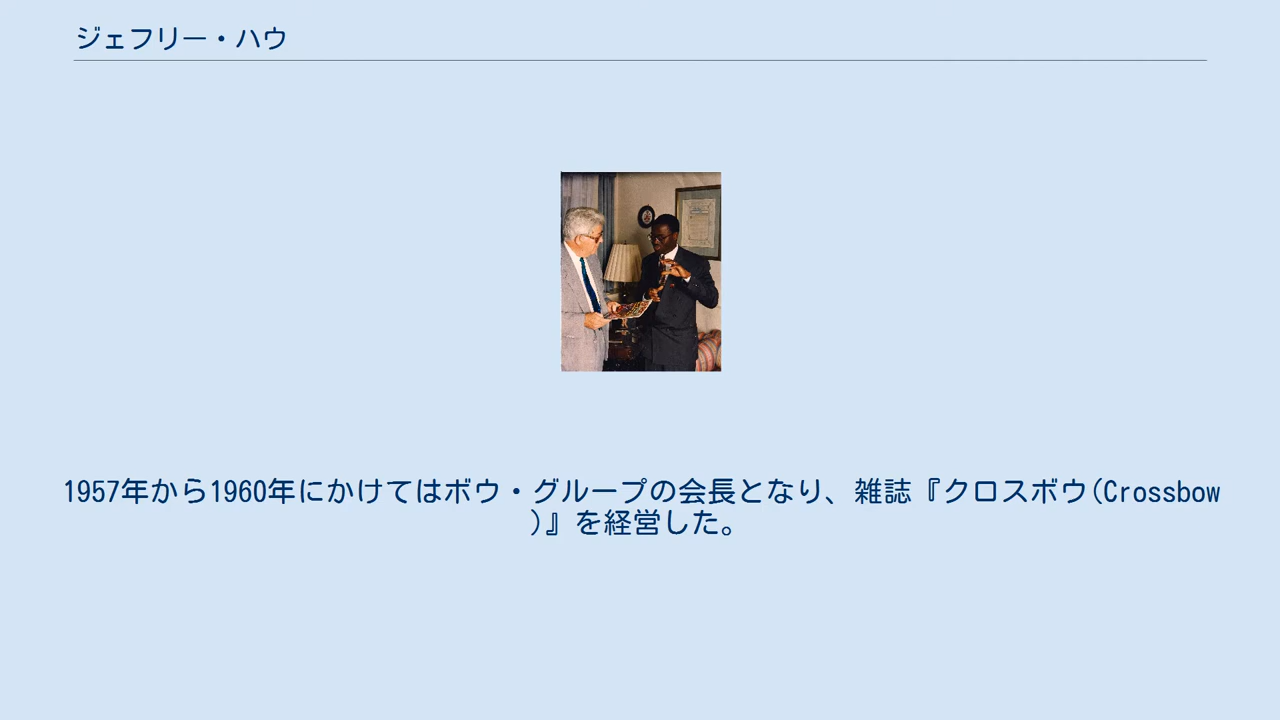 ジェフリー・ハウ
1957年から1960年にかけてはボウ・グループの会長となり、雑誌『クロスボウ(Crossbow
)』を経営した。